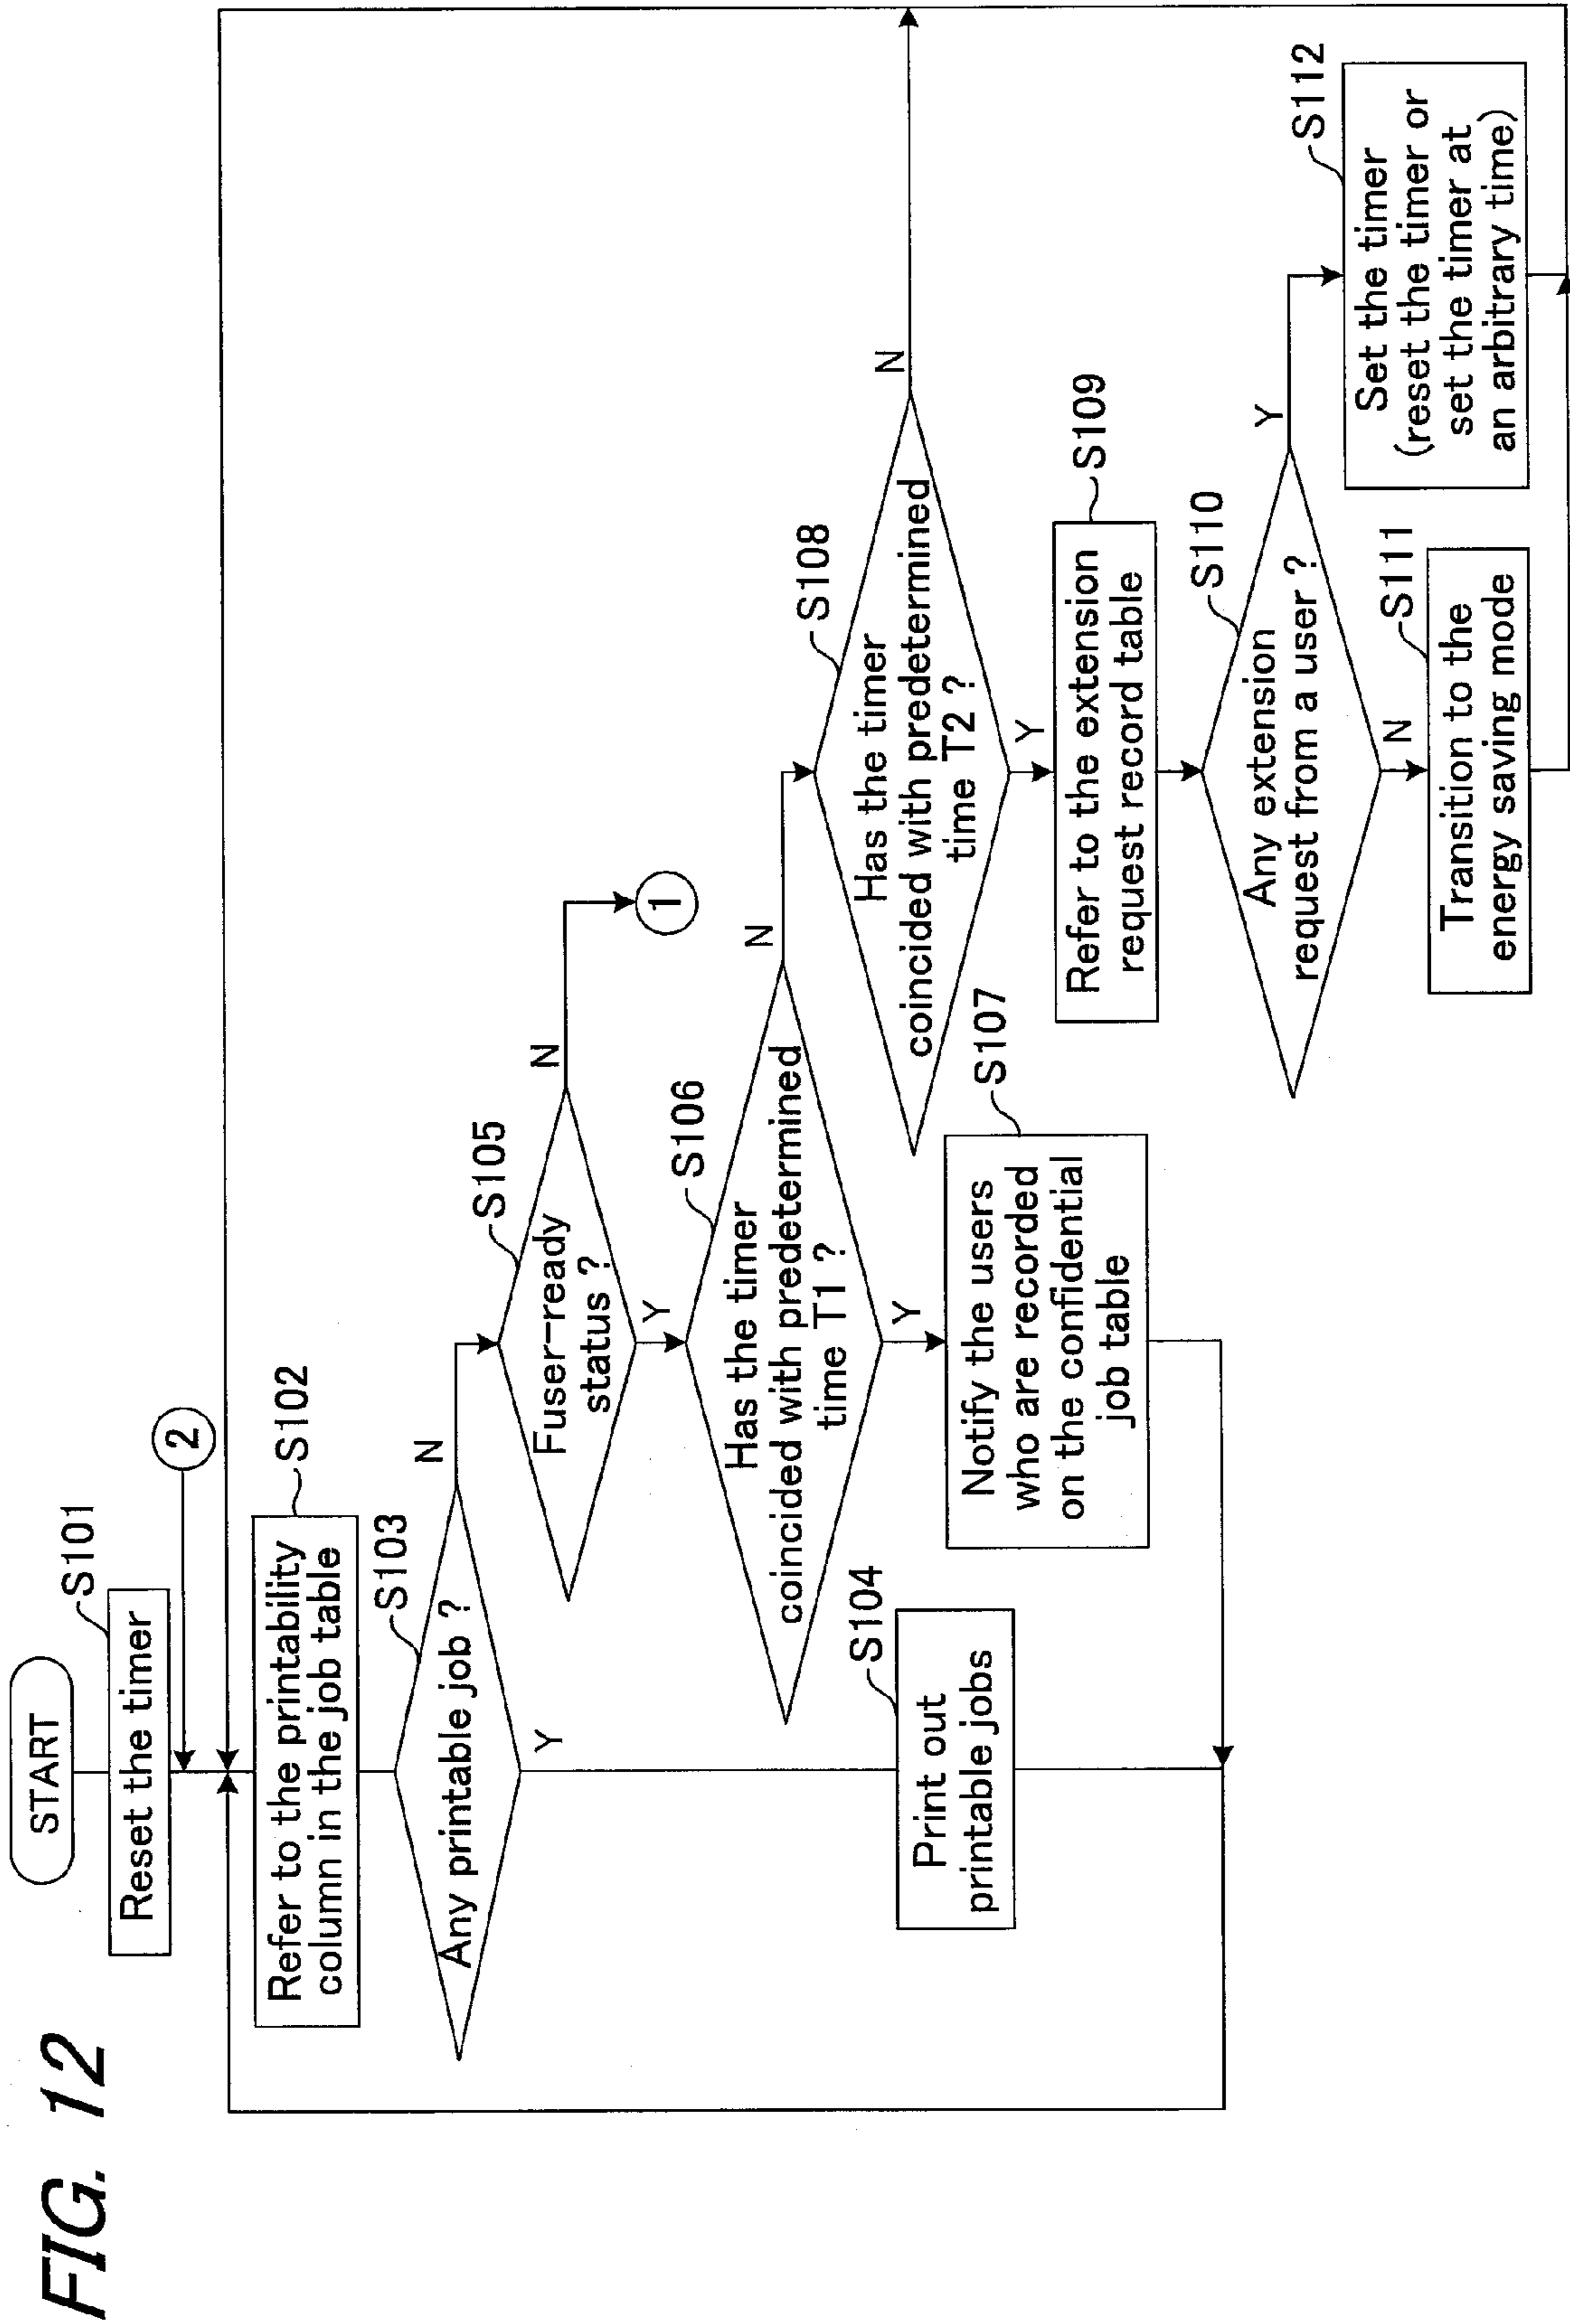 FIG. 12
START
S101
Reset the timer
2
S102
Refer to the printability
column in the job table
S103
Any printable job ?
N
Y
S105
Fuser-ready
status ?
N
1
Y
S106
Has the timer
coincided with predetermined
time T1 ?
N
Y
S104
Print out
printable jobs
S107
Notify the users
who are recorded
on the confidential
job table
S108
Has the timer
coincided with predetermined
time T2 ?
N
Y
S109
Refer to the extension
request record table
S110
Any extension
request from a user ?
Y
N
S111
Transition to the
energy saving mode
S112
Set the timer
(reset the timer or
set the timer at
an arbitrary time)